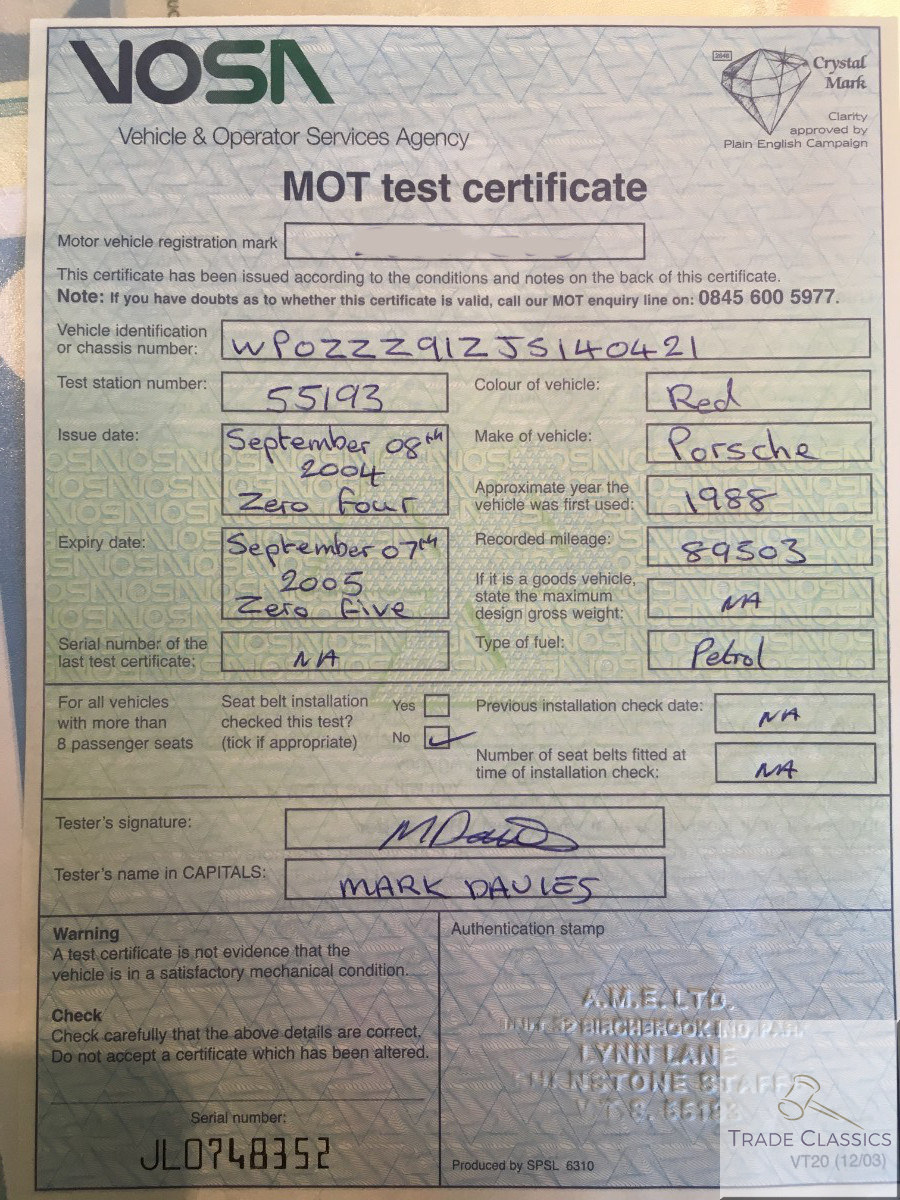 VOSA
Vehicle & Operator Services Agency
Crystal
Mark
Clarity
approved by
Plain English Campaign
MOT test certificate
Motor vehicle registration mark
This certificate has been issued according to the conditions and notes on the back of this certificate.
Note: If you have doubts as to whether this certificate is valid, call our MOT enquiry line on: 0845 600 5977.
Vehicle identification
or chassis number:
WPOZZZ91ZJS140421
Test station number:
55193
Colour of vehicle:
Red
Issue date:
September 08th
2004
Zero four
Make of vehicle:
Porsche
Approximate year the
vehicle was first used:
1988
Expiry date:
September 07th
2005
Zero Five
Recorded mileage:
89503
If it is a goods vehicle,
state the maximum
design gross weight:
NA
Serial number of the
last test certificate:
NA
Type of fuel:
Petrol
For all vehicles
with more than
8 passenger seats
Seat belt installation
checked this test?
(tick if appropriate)
Yes
No
Previous installation check date:
NA
Number of seat belts fitted at
time of installation check:
NA
Tester's signature:
M Davies
Tester's name in CAPITALS:
MARK DAVIES
Warning
A test certificate is not evidence that the
vehicle is in a satisfactory mechanical condition.
Check
Check carefully that the above details are correct.
Do not accept a certificate which has been altered.
Serial number:
JL0748352
Authentication stamp
A.M.E. LTD.
BIRCHBROOK IND. PARK
LYNN LANE
SHENSTONE STAFFS
Produced by SPSL 6310
TRADE CLASSICS
VT20 (12/03)